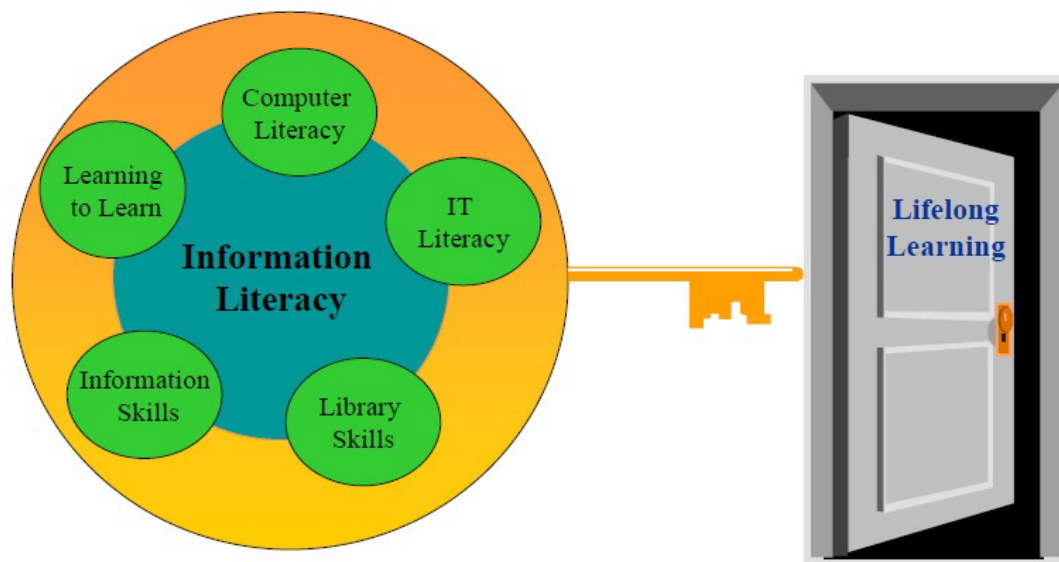 Computer
Literacy
Learning
to Learn
IT
Literacy
Information
Literacy
Information
Skills
Library
Skills
Lifelong
Learning